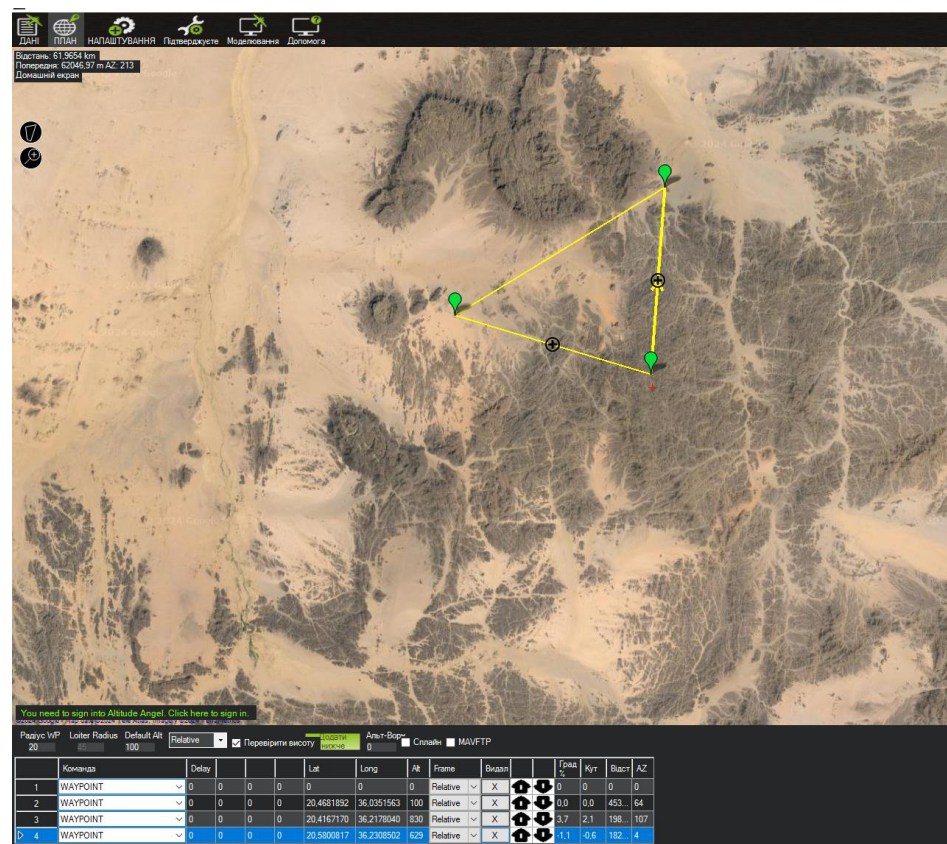 ДАНІ ПЛАН НАЛАШТУВАННЯ Підтверджуєте Моделювання Допомога
Відстань: 61,9654 km
Попередня: 62046,97 m AZ: 213
Домашній екран
You need to sign into Altitude Angel. Click here to sign in.
Радіус WP Loiter Radius Default Alt
20 45 100 Relative Перевірити висоту Додати нижче Альт-Ворн 0 Сплайн MAVFTP
Команда Delay Lat Long Alt Frame Видал Град % Кут Відст AZ
1 WAYPOINT 0 0 0 0 0 0 0 Relative X 0 0 0 0
2 WAYPOINT 0 0 0 0 20,4681892 36,0351563 100 Relative X 0,0 0,0 453... 64
3 WAYPOINT 0 0 0 0 20,4167170 36,2178040 830 Relative X 3,7 2,1 198... 107
4 WAYPOINT 0 0 0 0 20,5800817 36,2308502 629 Relative X -1,1 -0,6 182... 4